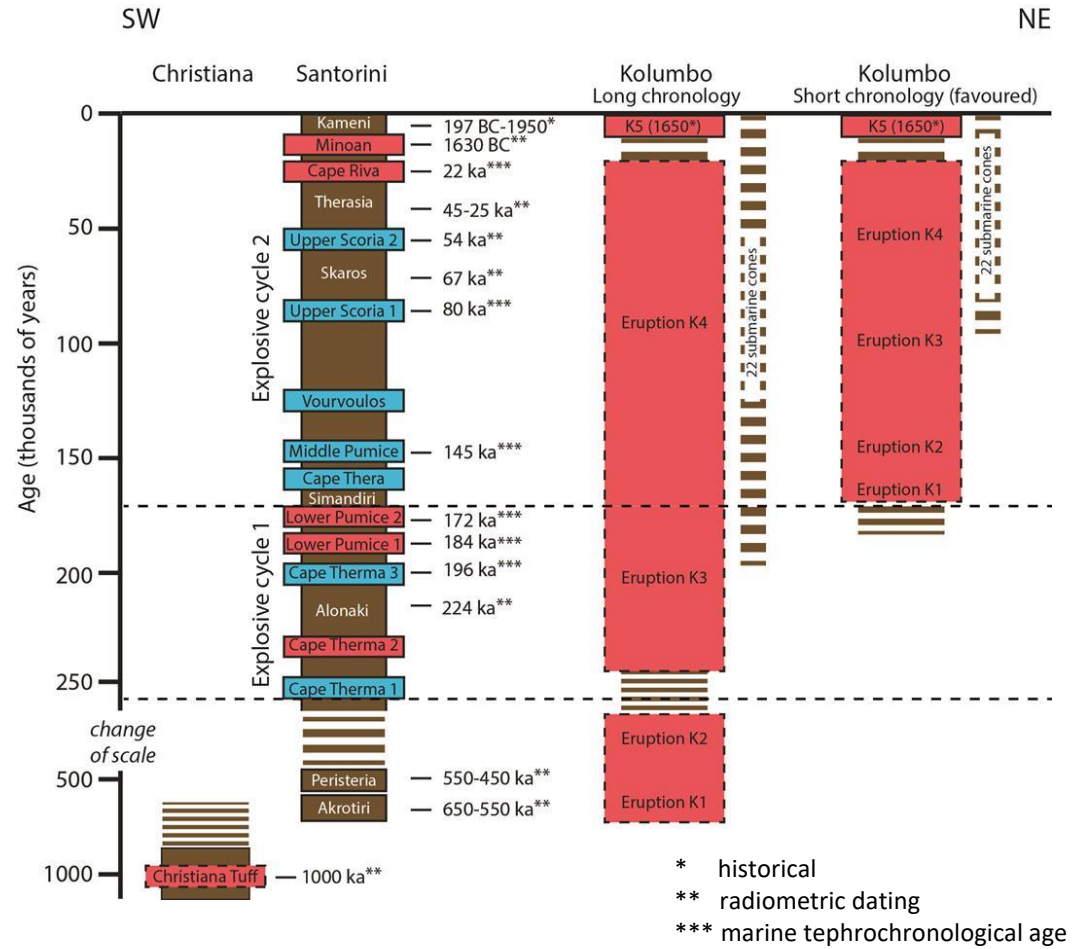 SW
NE
Christiana
Santorini
Kolumbo
Long chronology
Kolumbo
Short chronology (favoured)
Age (thousands of years)
0
50
100
150
200
250
change
of scale
500
1000
Explosive cycle 2
Explosive cycle 1
Kameni
197 BC-1950*
Minoan
1630 BC**
Cape Riva
22 ka***
Therasia
45-25 ka**
Upper Scoria 2
54 ka**
Skaros
67 ka**
Upper Scoria 1
80 ka***
Vourvoulos
Middle Pumice
145 ka***
Cape Thera
Simandiri
Lower Pumice 2
172 ka***
Lower Pumice 1
184 ka***
Cape Therma 3
196 ka***
Alonaki
224 ka**
Cape Therma 2
Cape Therma 1
Peristeria
550-450 ka**
Akrotiri
650-550 ka**
Christiana Tuff
1000 ka**
K5 (1650*)
Eruption K4
Eruption K3
Eruption K2
Eruption K1
22 submarine cones
K5 (1650*)
Eruption K4
Eruption K3
Eruption K2
Eruption K1
22 submarine cones
* historical
** radiometric dating
*** marine tephrochronological age